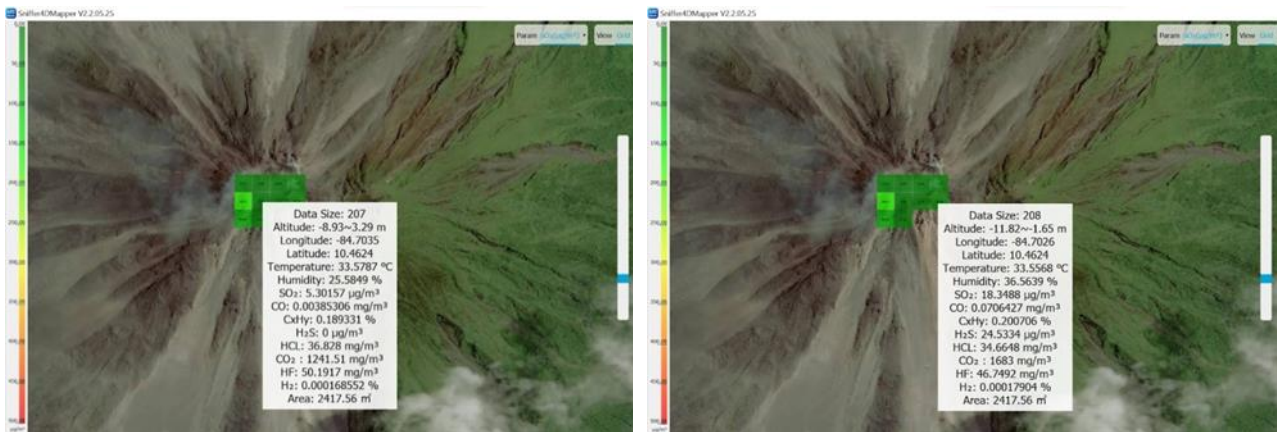 Sniffer4DMapper V2.2.05.25
Param
View Grid
Data Size: 207
Altitude: -8.93~3.29 m
Longitude: -84.7035
Latitude: 10.4624
Temperature: 33.5787 ℃
Humidity: 25.5849 %
SO₂: 5.30157 μg/m³
CO: 0.00385306 mg/m³
CxHy: 0.189331 %
H₂S: 0 μg/m³
HCL: 36.828 mg/m³
CO₂ : 1241.51 mg/m³
HF: 50.1917 mg/m³
H₂: 0.000168552 %
Area: 2417.56 ㎡
Sniffer4DMapper V2.2.05.25
Param
View Grid
Data Size: 208
Altitude: -11.82~-1.65 m
Longitude: -84.7026
Latitude: 10.4624
Temperature: 33.5568 ℃
Humidity: 36.5639 %
SO₂: 18.3488 μg/m³
CO: 0.0706427 mg/m³
CxHy: 0.200706 %
H₂S: 24.5334 μg/m³
HCL: 34.6648 mg/m³
CO₂ : 1683 mg/m³
HF: 46.7492 mg/m³
H₂: 0.00017904 %
Area: 2417.56 ㎡